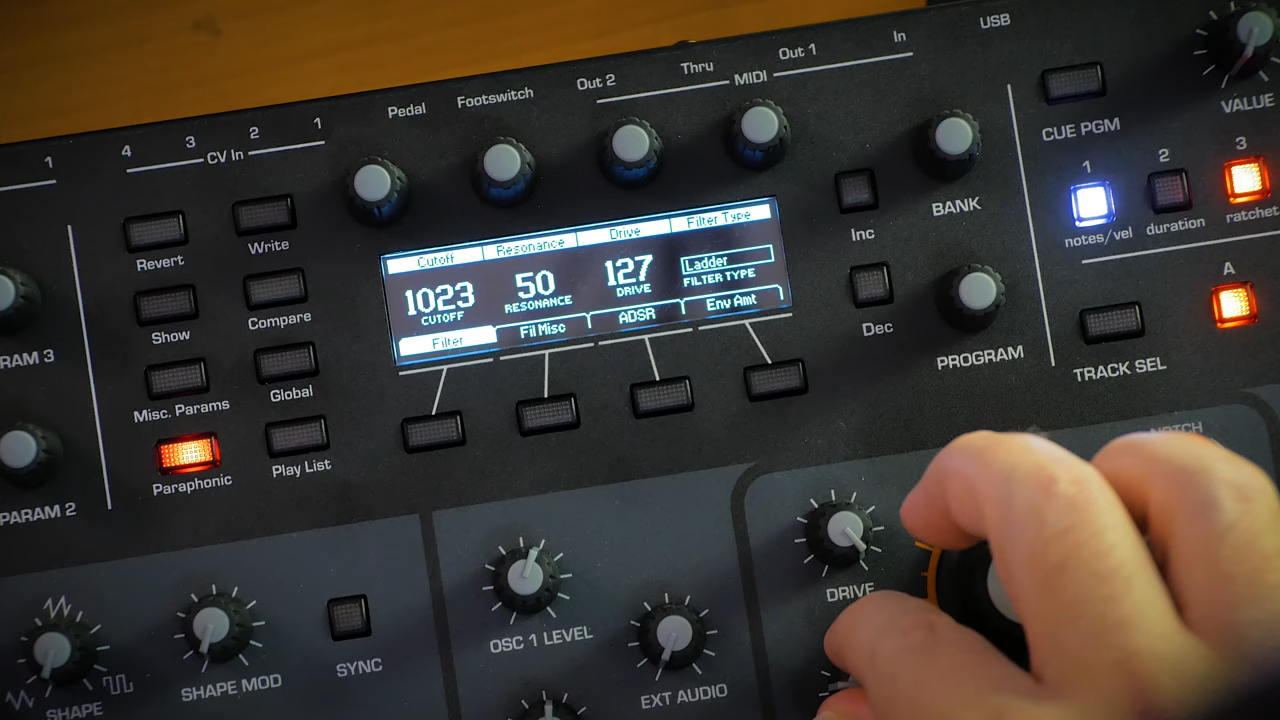 USB
Out 1
In
Thru
MIDI
Out 2
Footswitch
Pedal
1
2
3
4
CV In
1
CUE PGM
VALUE
1
2
3
notes/vel
duration
ratchet
A
TRACK SEL
BANK
PROGRAM
Inc
Dec
Revert
Write
Show
Compare
Misc. Params
Global
Paraphonic
Play List
RAM 3
PARAM 2
Cutoff
Resonance
Drive
Filter Type
1023
CUTOFF
50
RESONANCE
127
DRIVE
Ladder
FILTER TYPE
Filter
Fil Misc
ADSR
Env Amt
NOTCH
DRIVE
OSC 1 LEVEL
EXT AUDIO
SYNC
SHAPE MOD
SHAPE